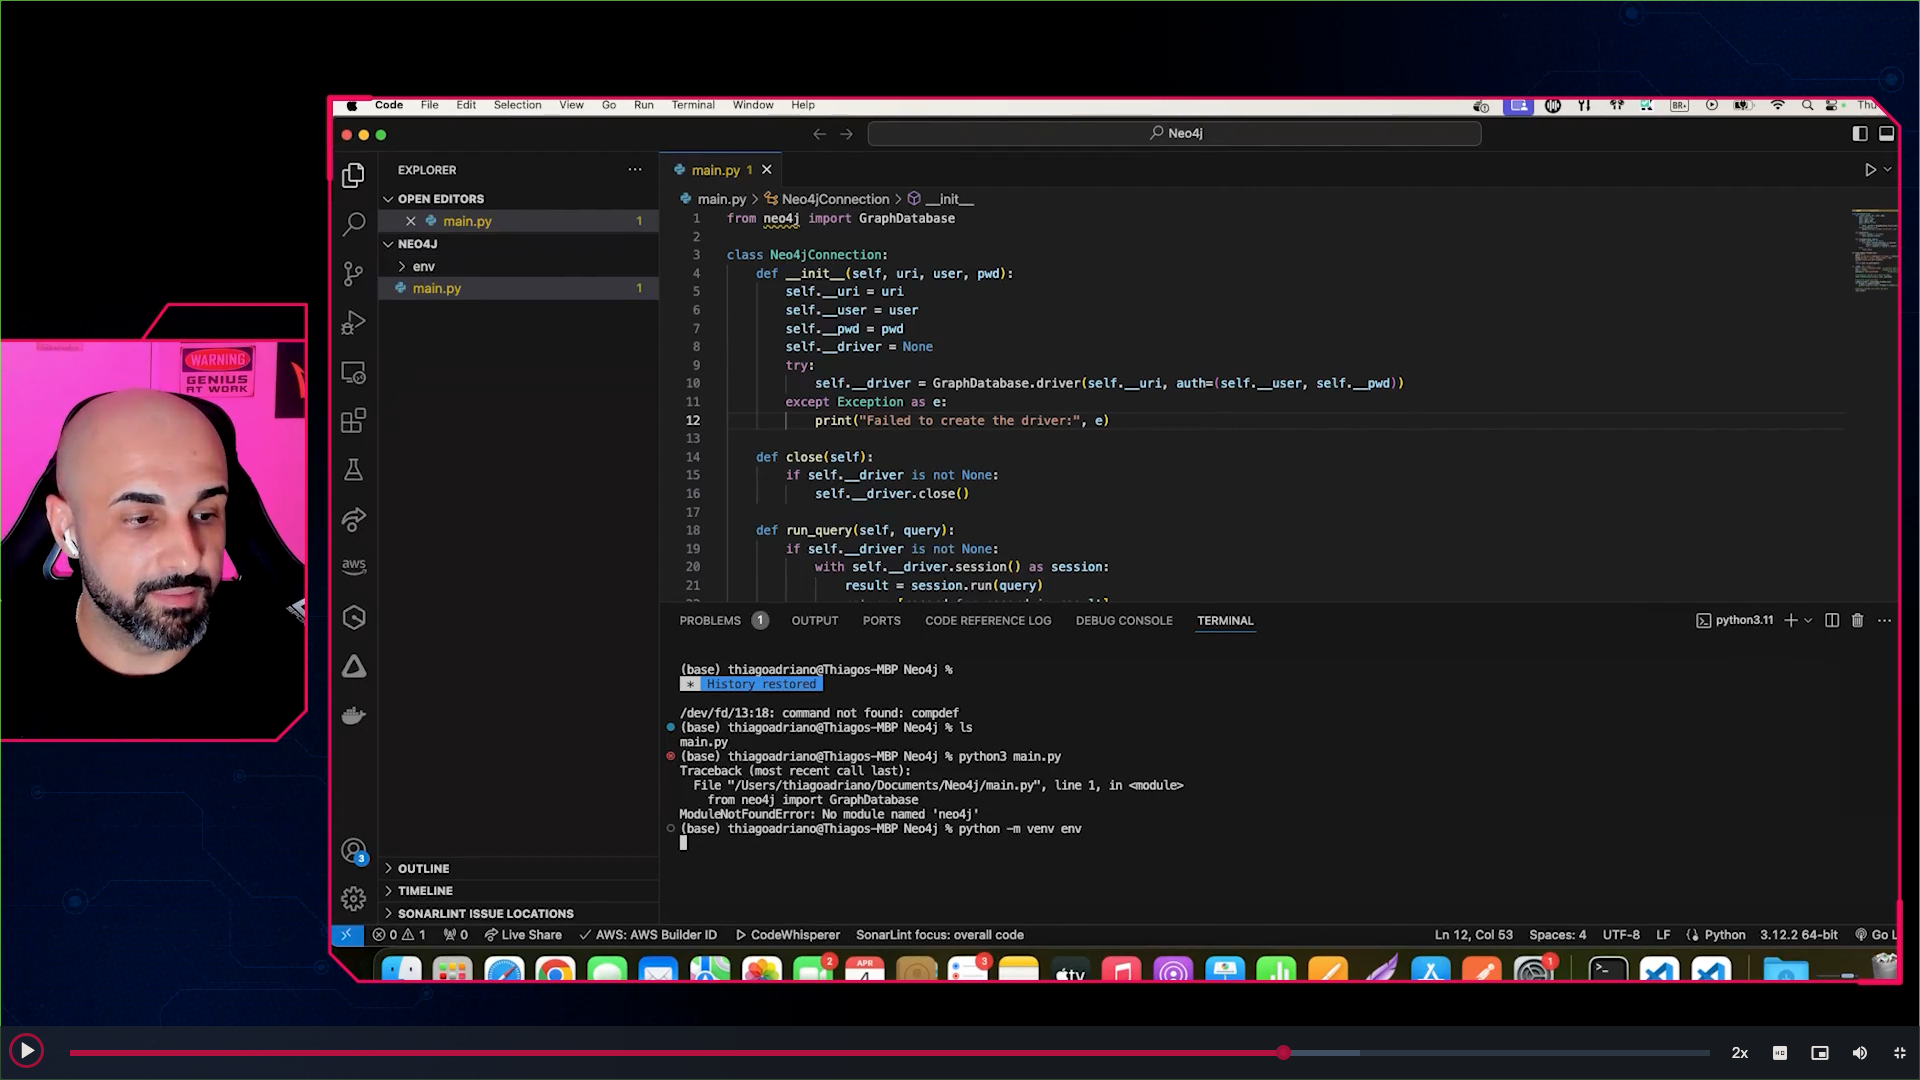 Code File Edit Selection View Go Run Terminal Window Help
BR
Thu
Neo4j
EXPLORER
OPEN EDITORS
main.py 1
NEO4J
env
main.py 1
OUTLINE
TIMELINE
SONARLINT ISSUE LOCATIONS
aws
3
main.py 1
main.py > Neo4jConnection > __init__
1 from neo4j import GraphDatabase
2
3 class Neo4jConnection:
4 def __init__(self, uri, user, pwd):
5 self.__uri = uri
6 self.__user = user
7 self.__pwd = pwd
8 self.__driver = None
9 try:
10 self.__driver = GraphDatabase.driver(self.__uri, auth=(self.__user, self.__pwd))
11 except Exception as e:
12 print("Failed to create the driver:", e)
13
14 def close(self):
15 if self.__driver is not None:
16 self.__driver.close()
17
18 def run_query(self, query):
19 if self.__driver is not None:
20 with self.__driver.session() as session:
21 result = session.run(query)
PROBLEMS 1 OUTPUT PORTS CODE REFERENCE LOG DEBUG CONSOLE TERMINAL
python3.11
(base) thiagoadriano@Thiagos-MBP Neo4j %
* History restored
/dev/fd/13:18: command not found: compdef
(base) thiagoadriano@Thiagos-MBP Neo4j % ls
main.py
(base) thiagoadriano@Thiagos-MBP Neo4j % python3 main.py
Traceback (most recent call last):
File "/Users/thiagoadriano/Documents/Neo4j/main.py", line 1, in <module>
from neo4j import GraphDatabase
ModuleNotFoundError: No module named 'neo4j'
(base) thiagoadriano@Thiagos-MBP Neo4j % python -m venv env
0 1 0 Live Share AWS: AWS Builder ID CodeWhisperer SonarLint focus: overall code
Ln 12, Col 53 Spaces: 4 UTF-8 LF Python 3.12.2 64-bit Go L
2 APR 4 3 tv 1
WARNING
GENIUS
AT WORK
2x
HD